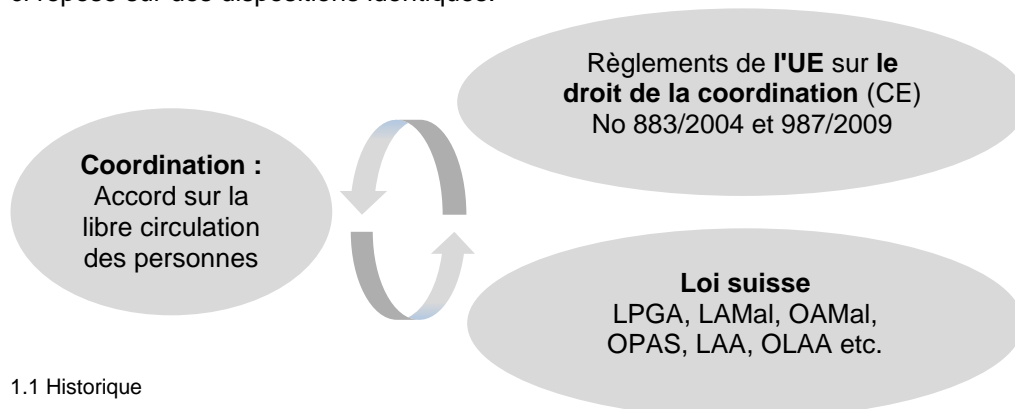 repose sur des dispositions identiques.
Règlements de l'UE sur le
droit de la coordination (CE)
No 883/2004 et 987/2009
Coordination :
Accord sur la
libre circulation
des personnes
Loi suisse
LPGA, LAMal, OAMal,
OPAS, LAA, OLAA etc.
1.1 Historique